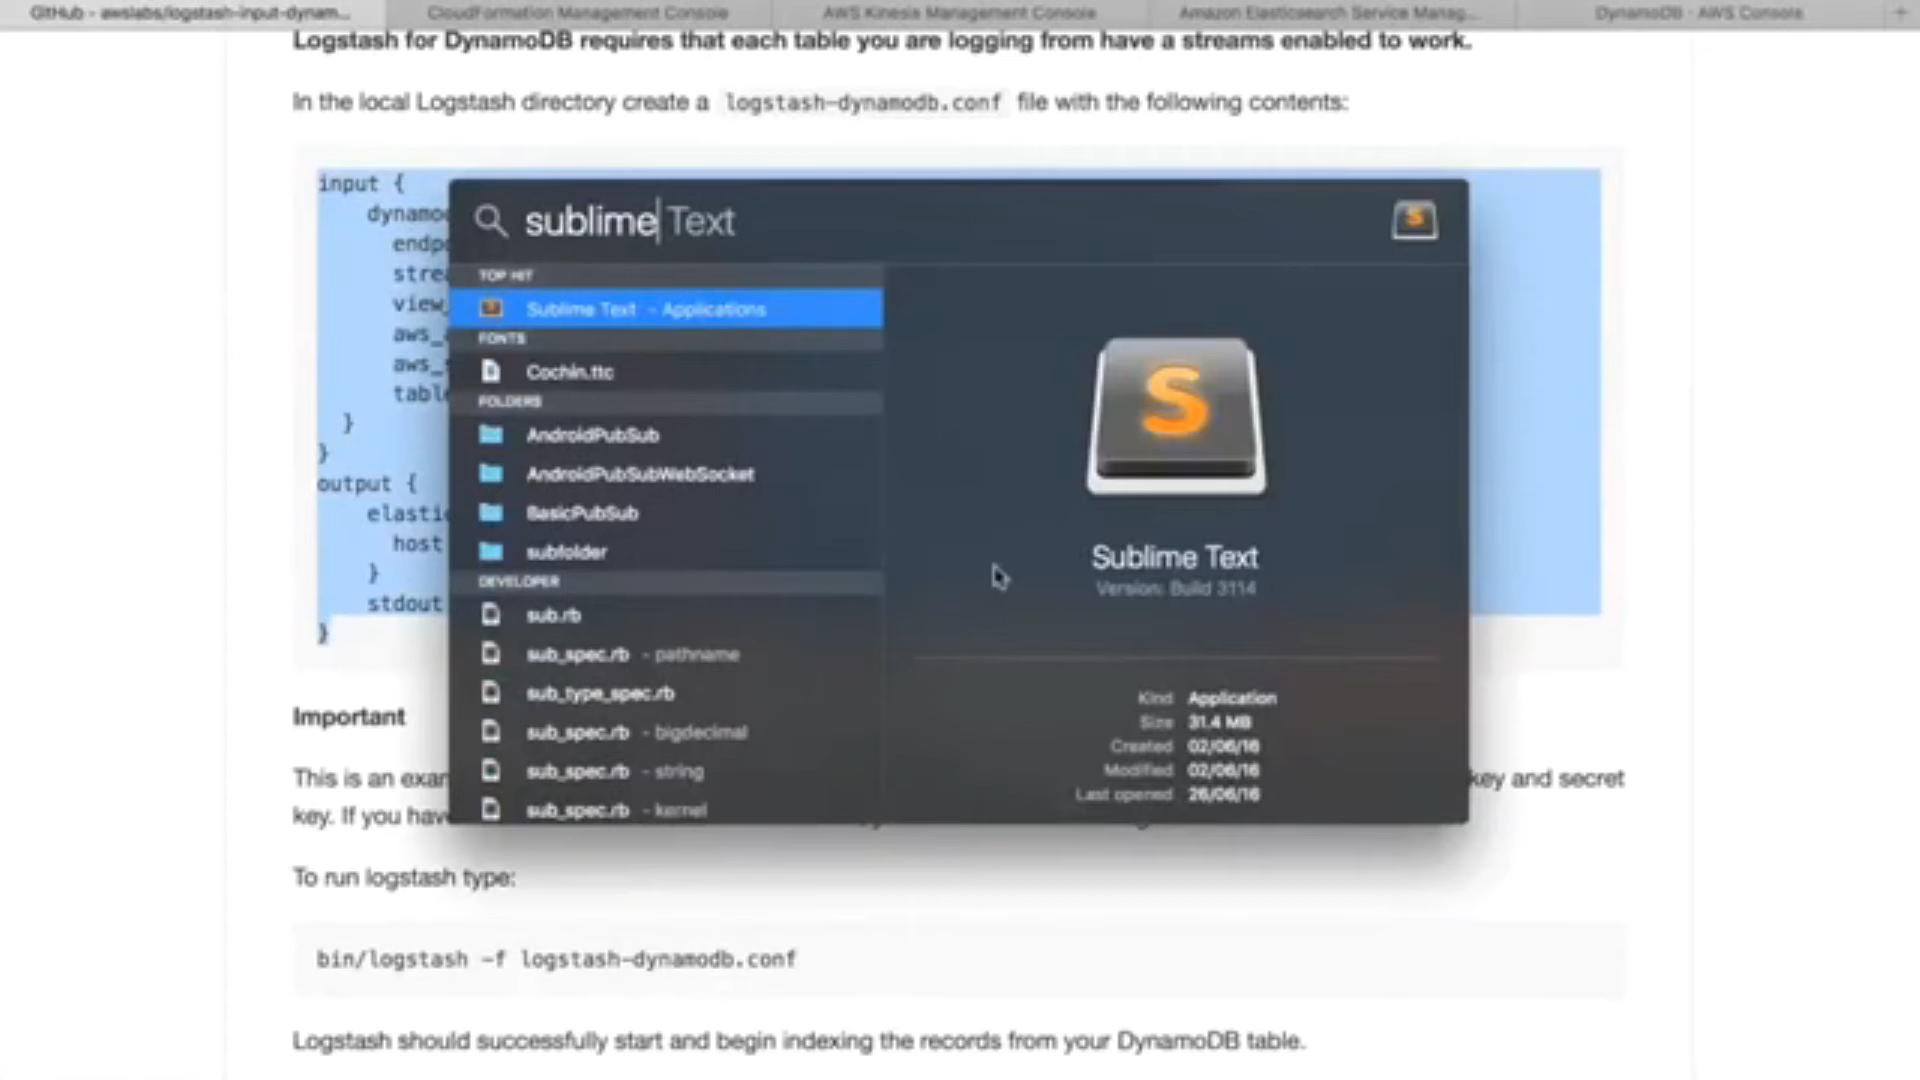 GitHub - awslabs/logstash-input-dynam...
CloudFormation Management Console
AWS Kinesis Management Console
Amazon Elasticsearch Service Manag...
DynamoDB - AWS Console
Logstash for DynamoDB requires that each table you are logging from have a streams enabled to work.
In the local Logstash directory create a logstash-dynamodb.conf file with the following contents:
input {
dynamo
endp
strea
view_
aws_
aws_
table
}
}
output {
elasti
host
}
stdout
}
sublime Text
TOP HIT
Sublime Text - Applications
FONTS
Cochin.ttc
FOLDERS
AndroidPubSub
AndroidPubSubWebSocket
BasicPubSub
subfolder
DEVELOPER
sub.rb
sub_spec.rb - pathname
sub_type_spec.rb
sub_spec.rb - bigdecimal
sub_spec.rb - string
sub_spec.rb - kernel
S
Sublime Text
Version: Build 3114
Kind Application
Size 31.4 MB
Created 02/06/16
Modified 02/06/16
Last opened 26/06/16
Important
This is an exam key and secret
key. If you have
To run logstash type:
bin/logstash -f logstash-dynamodb.conf
Logstash should successfully start and begin indexing the records from your DynamoDB table.